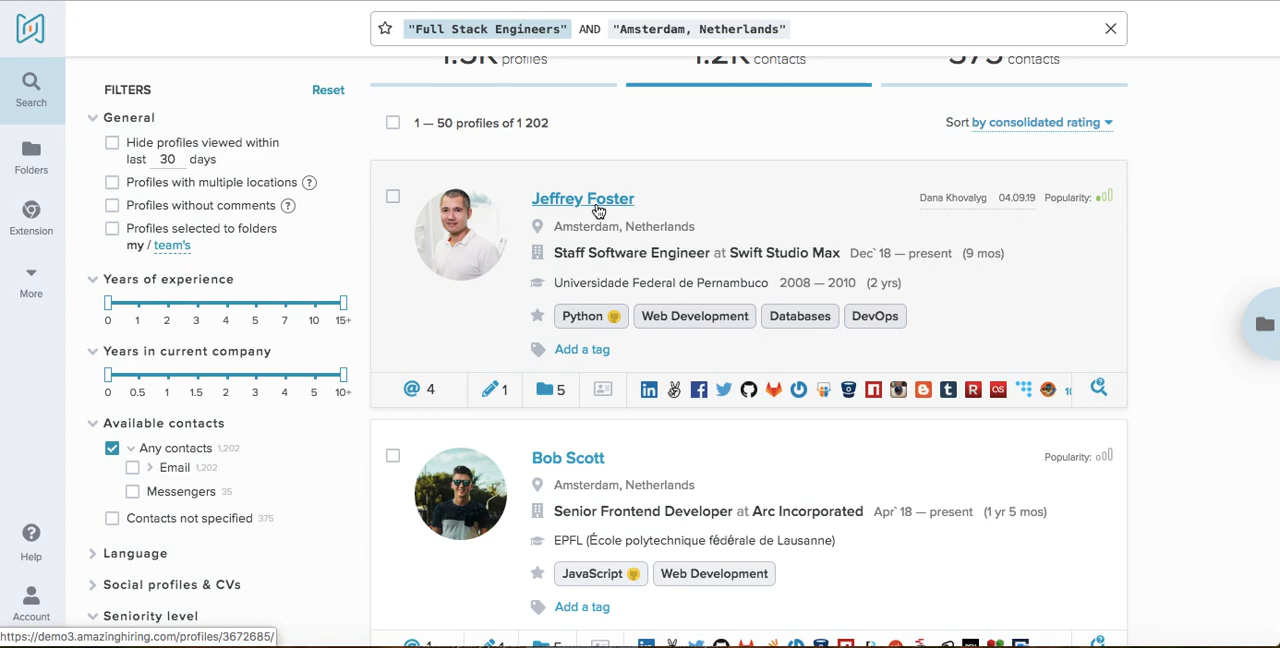 "Full Stack Engineers" AND "Amsterdam, Netherlands"
1.5K profiles
1.2K contacts
375 contacts
Search
Folders
Extension
More
Help
Account
FILTERS
Reset
General
Hide profiles viewed within
last 30 days
Profiles with multiple locations ?
Profiles without comments ?
Profiles selected to folders
my / team's
Years of experience
0 1 2 3 4 5 7 10 15+
Years in current company
0 0.5 1 1.5 2 3 4 5 10+
Available contacts
Any contacts 1,202
Email 1,202
Messengers 35
Contacts not specified 375
Language
Social profiles & CVs
Seniority level
https://demo3.amazinghiring.com/profiles/3672685/
1 — 50 profiles of 1 202
Sort by consolidated rating
Jeffrey Foster
Dana Khovalyg 04.09.19 Popularity:
Amsterdam, Netherlands
Staff Software Engineer at Swift Studio Max Dec`18 — present (9 mos)
Universidade Federal de Pernambuco 2008 — 2010 (2 yrs)
Python Web Development Databases DevOps
Add a tag
@ 4 1 5
Bob Scott
Popularity:
Amsterdam, Netherlands
Senior Frontend Developer at Arc Incorporated Apr`18 — present (1 yr 5 mos)
EPFL (École polytechnique fédérale de Lausanne)
JavaScript Web Development
Add a tag